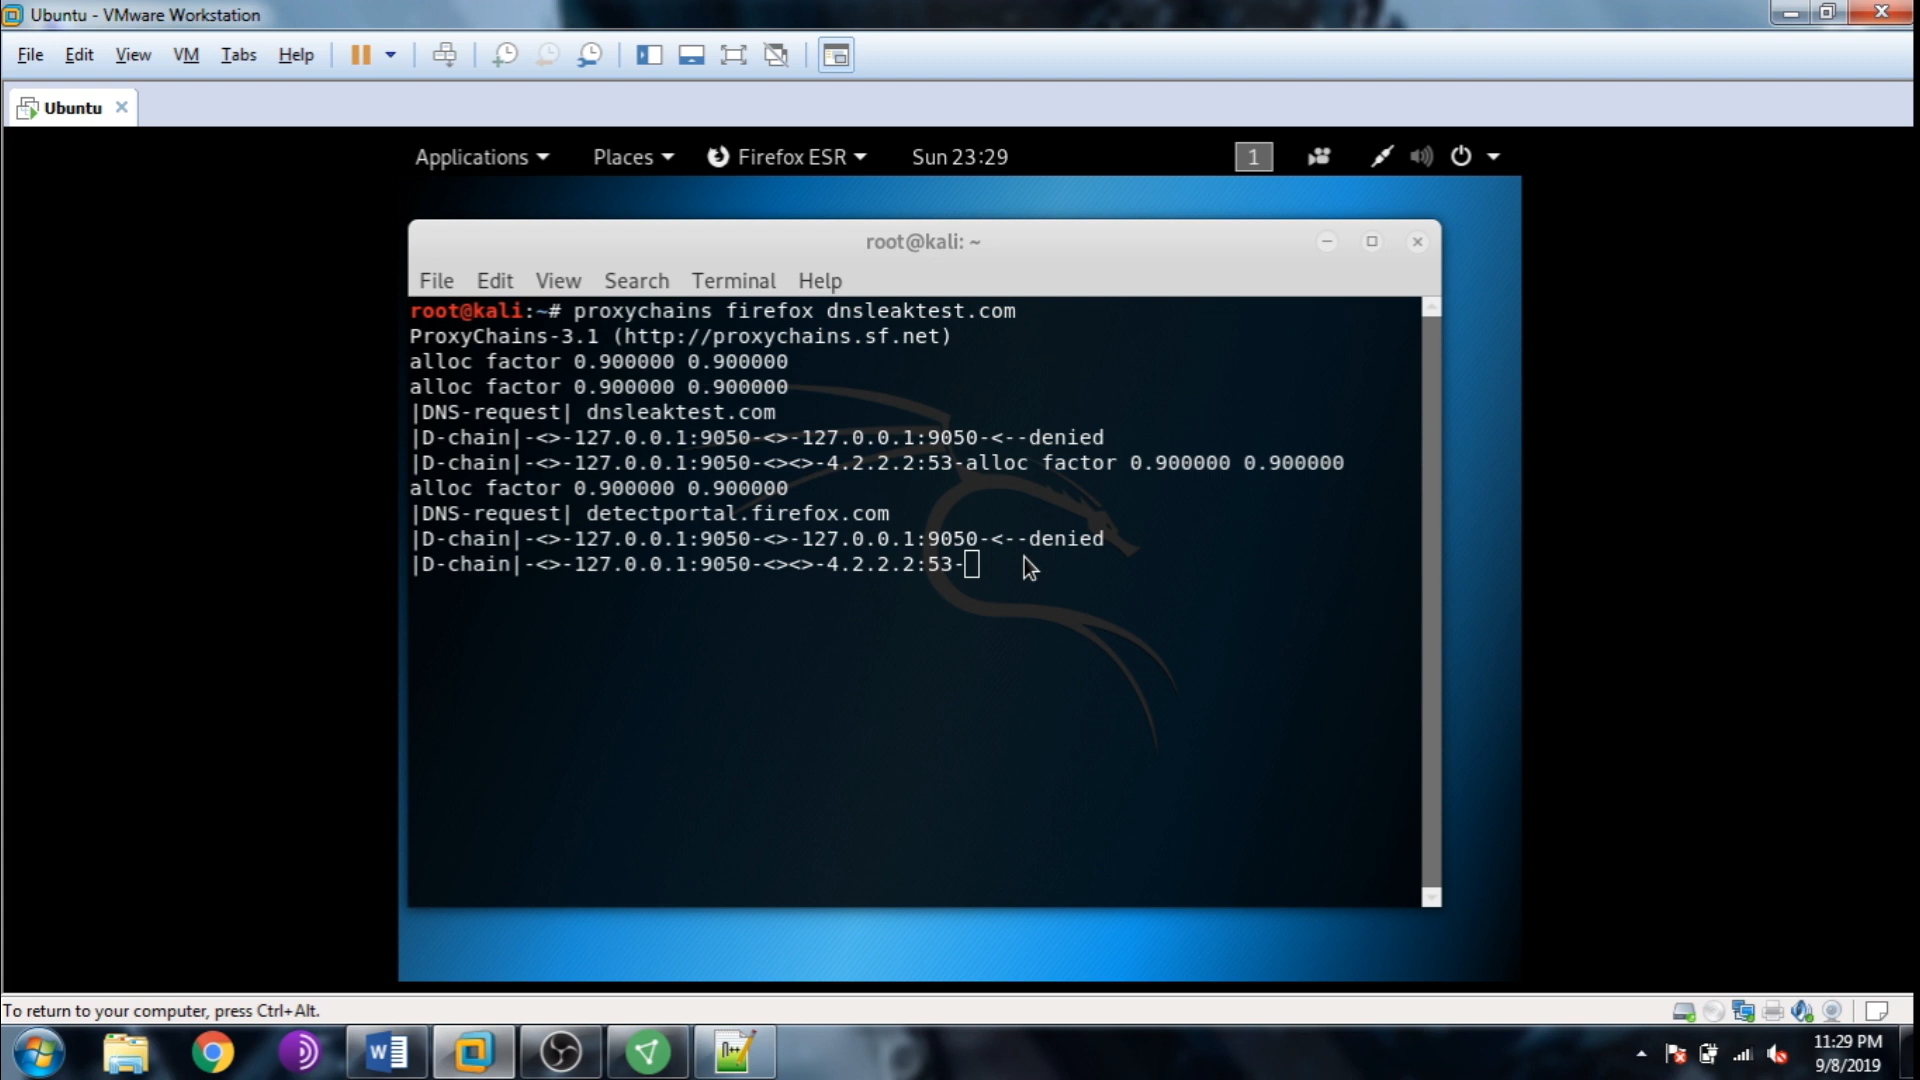 Ubuntu - VMware Workstation
File Edit View VM Tabs Help
Ubuntu
Applications Places Firefox ESR Sun 23:29 1
root@kali: ~
File Edit View Search Terminal Help
root@kali:~# proxychains firefox dnsleaktest.com
ProxyChains-3.1 (http://proxychains.sf.net)
alloc factor 0.900000 0.900000
alloc factor 0.900000 0.900000
|DNS-request| dnsleaktest.com
|D-chain|-<>-127.0.0.1:9050-<>-127.0.0.1:9050-<--denied
|D-chain|-<>-127.0.0.1:9050-<><>-4.2.2.2:53-alloc factor 0.900000 0.900000
alloc factor 0.900000 0.900000
|DNS-request| detectportal.firefox.com
|D-chain|-<>-127.0.0.1:9050-<>-127.0.0.1:9050-<--denied
|D-chain|-<>-127.0.0.1:9050-<><>-4.2.2.2:53-
To return to your computer, press Ctrl+Alt.
11:29 PM
9/8/2019